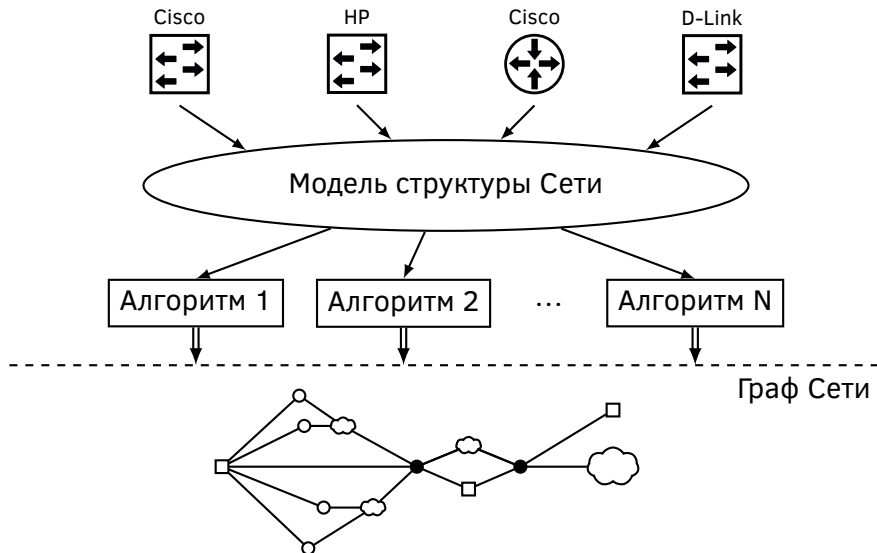 Cisco
HP
Cisco
D-Link
Модель структуры Сети
Алгоритм 1
Алгоритм 2
...
Алгоритм N
Граф Сети